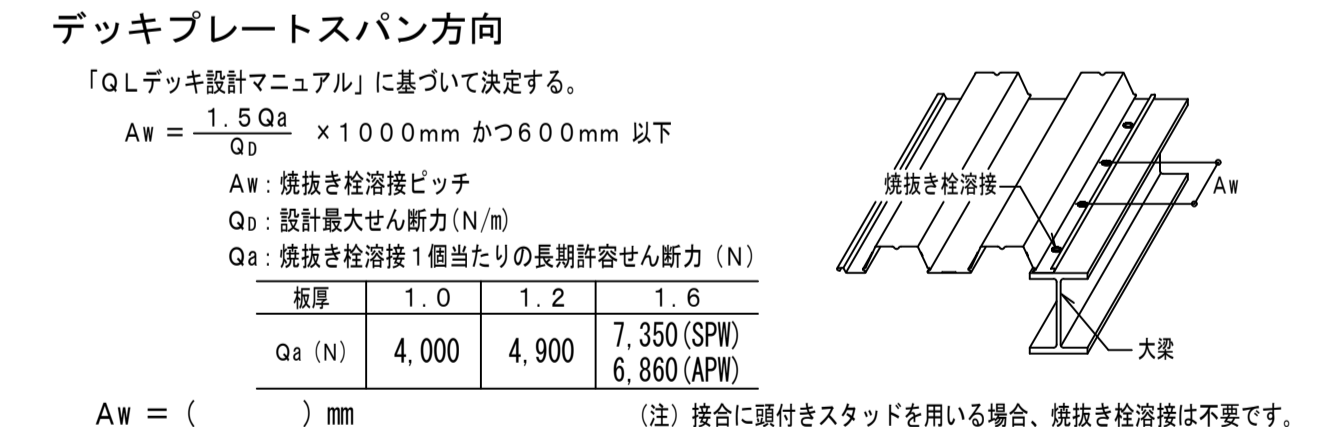 デッキプレートスパン方向
「QLデッキ設計マニュアル」に基づいて決定する。
Aw = 1.5Qa / QD ×1000mm かつ600mm 以下
Aw : 焼抜き栓溶接ピッチ
QD : 設計最大せん断力(N/m)
Qa : 焼抜き栓溶接1個当たりの長期許容せん断力 (N)
板厚 1.0 1.2 1.6
Qa (N) 4,000 4,900 7,350(SPW) 6,860(APW)
Aw = ( ) mm
焼抜き栓溶接
Aw
大梁
(注) 接合に頭付きスタッドを用いる場合、焼抜き栓溶接は不要です。